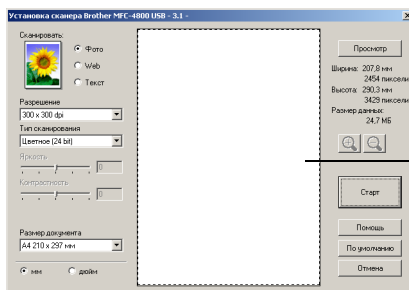 Установка сканера Brother MFC-4800 USB - 3.1 -
Сканировать:
Фото
Web
Текст
Разрешение
300 x 300 dpi
Тип сканирования
Цветное (24 bit)
Яркость
0
Контрастность
0
Размер документа
A4 210 x 297 мм
мм
дюйм
Просмотр
Ширина: 207,8 мм
2454 пиксели
Высота: 290,3 мм
3429 пиксели
Размер данных:
24,7 МБ
Старт
Помощь
По умолчанию
Отмена